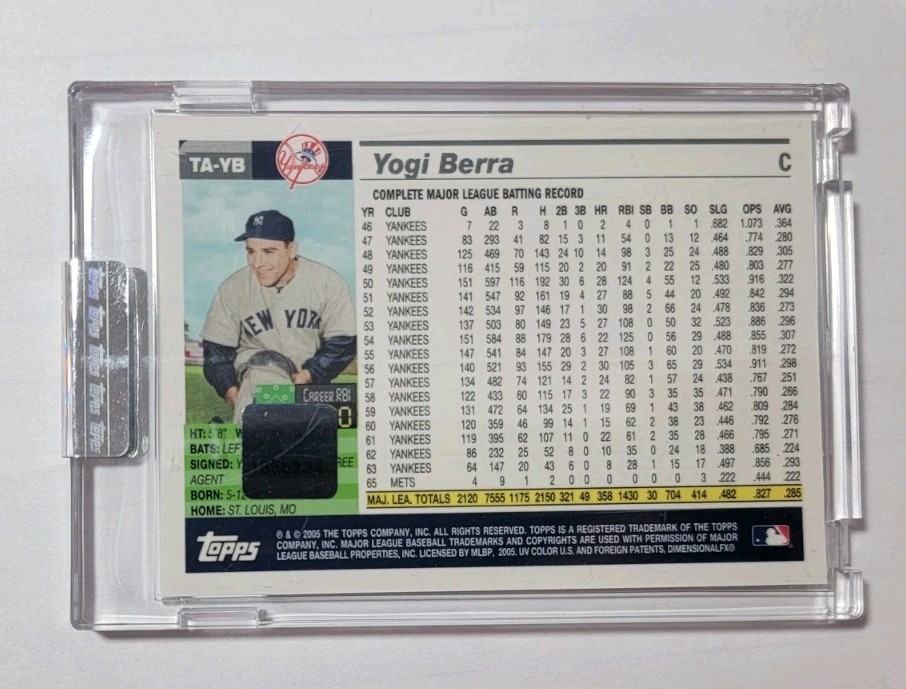 TA-YB
Yankees
Yogi Berra
C
COMPLETE MAJOR LEAGUE BATTING RECORD
YR CLUB G AB R H 2B 3B HR RBI SB BB SO SLG OPS AVG
46 YANKEES 7 22 3 8 1 0 2 4 0 1 1 .682 1.073 .364
47 YANKEES 83 293 41 82 15 3 11 54 0 13 12 .464 .774 .280
48 YANKEES 125 469 70 143 24 10 14 98 3 25 24 .488 .829 .305
49 YANKEES 116 415 59 115 20 2 20 91 2 22 25 .480 .803 .277
50 YANKEES 151 597 116 192 30 6 28 124 4 55 12 .533 .916 .322
51 YANKEES 141 547 92 161 19 4 27 88 5 44 20 .492 .842 .294
52 YANKEES 142 534 97 146 17 1 30 98 2 66 24 .478 .836 .273
53 YANKEES 137 503 80 149 23 5 27 108 0 50 32 .523 .886 .296
54 YANKEES 151 584 88 179 28 6 22 125 0 56 29 .488 .855 .307
55 YANKEES 147 541 84 147 20 3 27 108 1 60 20 .470 .819 .272
56 YANKEES 140 521 93 155 29 2 30 105 3 65 29 .534 .911 .298
57 YANKEES 134 482 74 121 14 2 24 82 1 57 24 .438 .767 .251
58 YANKEES 122 433 60 115 17 3 22 90 3 35 35 .471 .790 .266
59 YANKEES 131 472 64 134 25 1 19 69 1 43 38 .462 .809 .284
60 YANKEES 120 359 46 99 14 1 15 62 2 38 23 .446 .792 .276
61 YANKEES 119 395 62 107 11 0 22 61 2 35 28 .466 .795 .271
62 YANKEES 86 232 25 52 8 0 10 35 0 24 18 .388 .685 .224
63 YANKEES 64 147 20 43 6 0 8 28 1 15 17 .497 .856 .293
65 METS 4 9 1 2 0 0 0 0 0 0 3 .222 .444 .222
MAJ. LEA. TOTALS 2120 7555 1175 2150 321 49 358 1430 30 704 414 .482 .827 .285
NEW YORK
CAREER RBI
0
HT: 5'8" W
BATS: LEF
SIGNED: Y REE
AGENT
BORN: 5-12
HOME: ST. LOUIS, MO
topps
® & © 2005 THE TOPPS COMPANY, INC. ALL RIGHTS RESERVED. TOPPS IS A REGISTERED TRADEMARK OF THE TOPPS
COMPANY, INC. MAJOR LEAGUE BASEBALL TRADEMARKS AND COPYRIGHTS ARE USED WITH PERMISSION OF MAJOR
LEAGUE BASEBALL PROPERTIES, INC. LICENSED BY MLBP, 2005. UV COLOR U.S. AND FOREIGN PATENTS, DIMENSIONALFX®
TOPPS
TOPPS
TOPPS
TOPPS